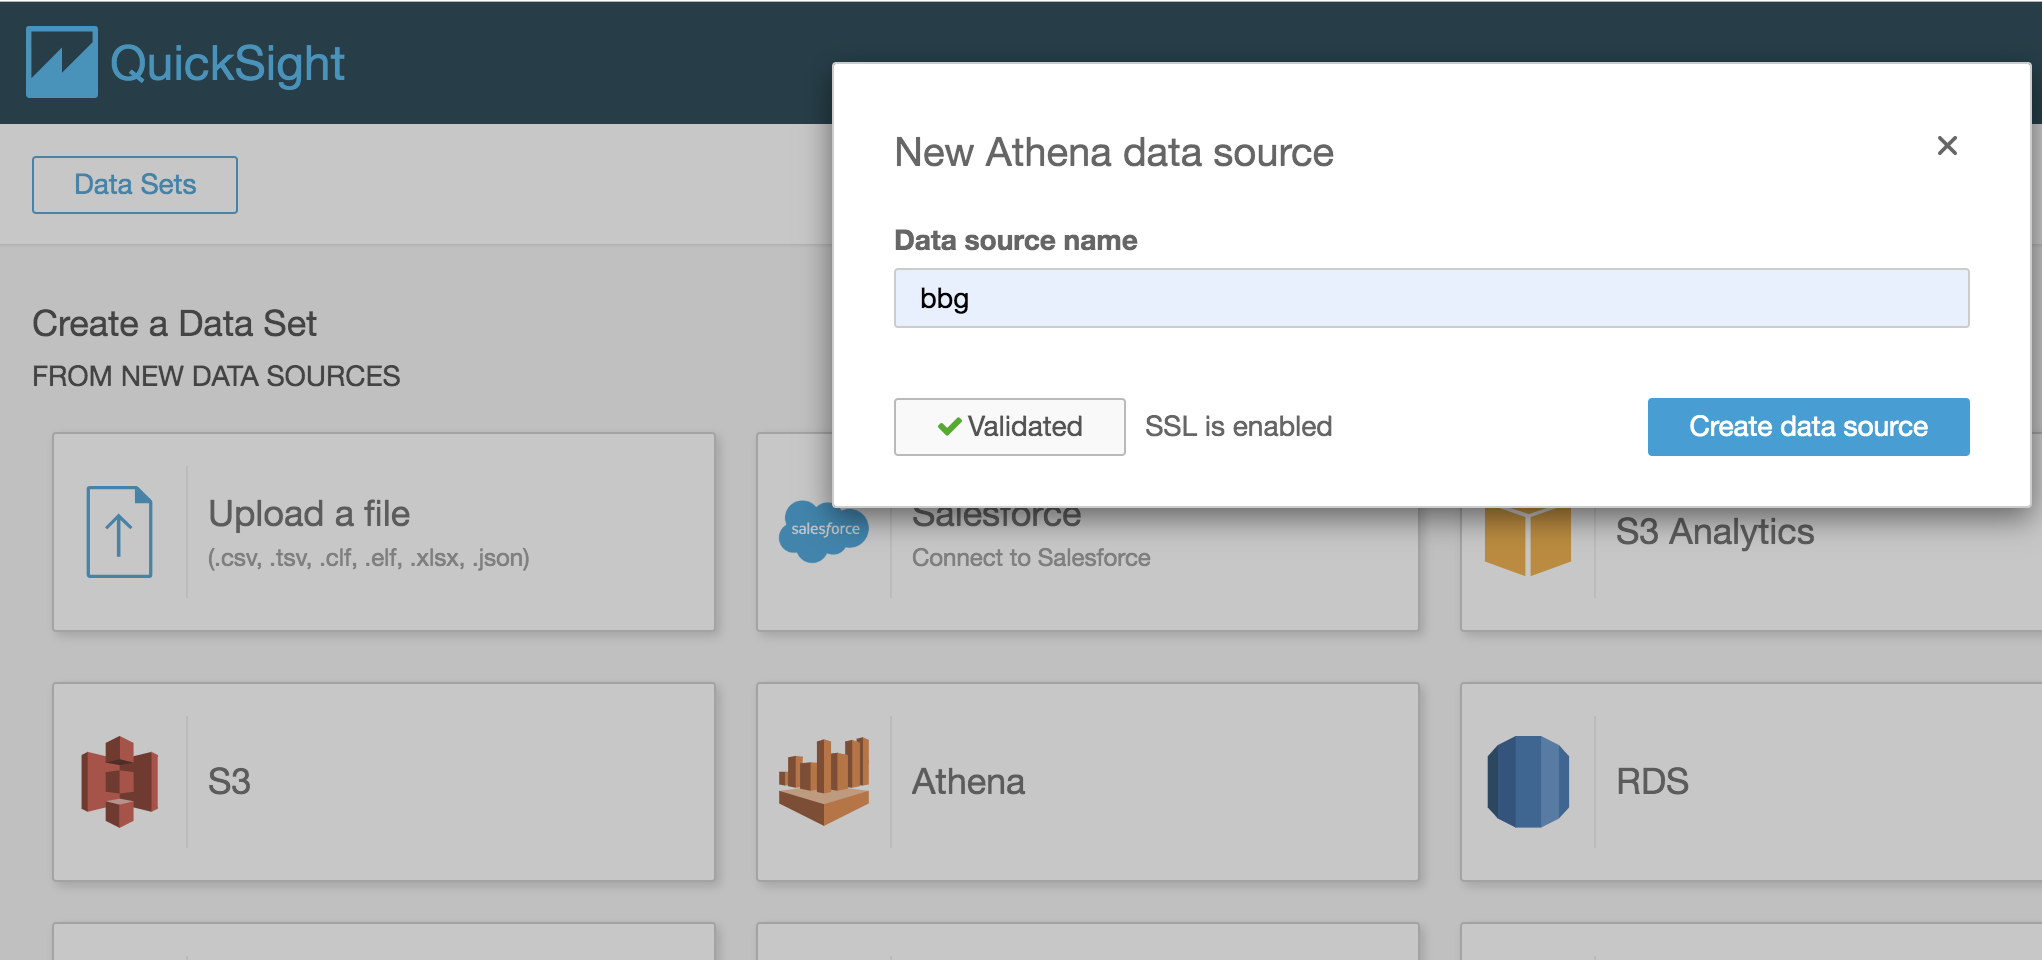 QuickSight
Data Sets
New Athena data source
Data source name
bbg
Validated
SSL is enabled
Create data source
Create a Data Set
FROM NEW DATA SOURCES
Upload a file
(.csv, .tsv, .clf, .elf, .xlsx, .json)
salesforce
Salesforce
Connect to Salesforce
S3 Analytics
S3
Athena
RDS